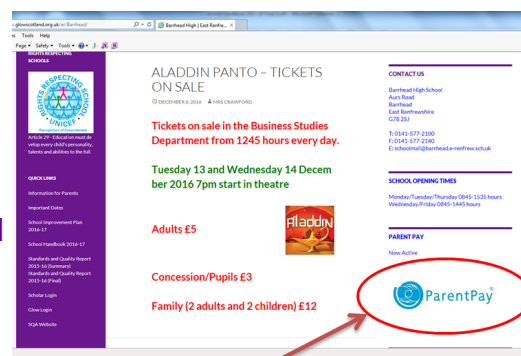 glowscotland.org.uk/er/Barrhead/
Barrhead High | East Renfre...
Tools Help
Page Safety Tools
RIGHTS RESPECTING
SCHOOLS
RIGHTS RESPECTING SCHOOLS
UNICEF
Recognition of Commitment
Article 29 - Education must de
velop every child's personality,
talents and abilities to the full.
QUICK LINKS
Information for Parents
Important Dates
School Improvement Plan
2016-17
School Handbook 2016-17
Standards and Quality Report
2015-16 (Summary)
Standards and Quality Report
2015-16 (Final)
Scholar Login
Glow Login
SQA Website
ALADDIN PANTO – TICKETS
ON SALE
DECEMBER 6, 2016 MRS CRAWFORD
Tickets on sale in the Business Studies
Department from 1245 hours every day.
Tuesday 13 and Wednesday 14 Decem
ber 2016 7pm start in theatre
Adults £5
Aladdin
Concession/Pupils £3
Family (2 adults and 2 children) £12
CONTACT US
Barrhead High School
Aurs Road
Barrhead
East Renfrewshire
G78 2SJ
T: 0141-577-2100
F: 0141-577-2140
E: schoolmail@barrhead.e-renfrew.sch.uk
SCHOOL OPENING TIMES
Monday/Tuesday/Thursday 0845-1535 hours
Wednesday/Friday 0845-1445 hours
PARENT PAY
Now Active
ParentPay